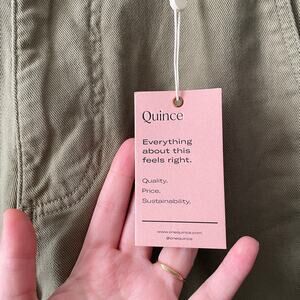 Quince
Everything
about this
feels right.
Quality.
Price.
Sustainability.
www.onequince.com
@onequince